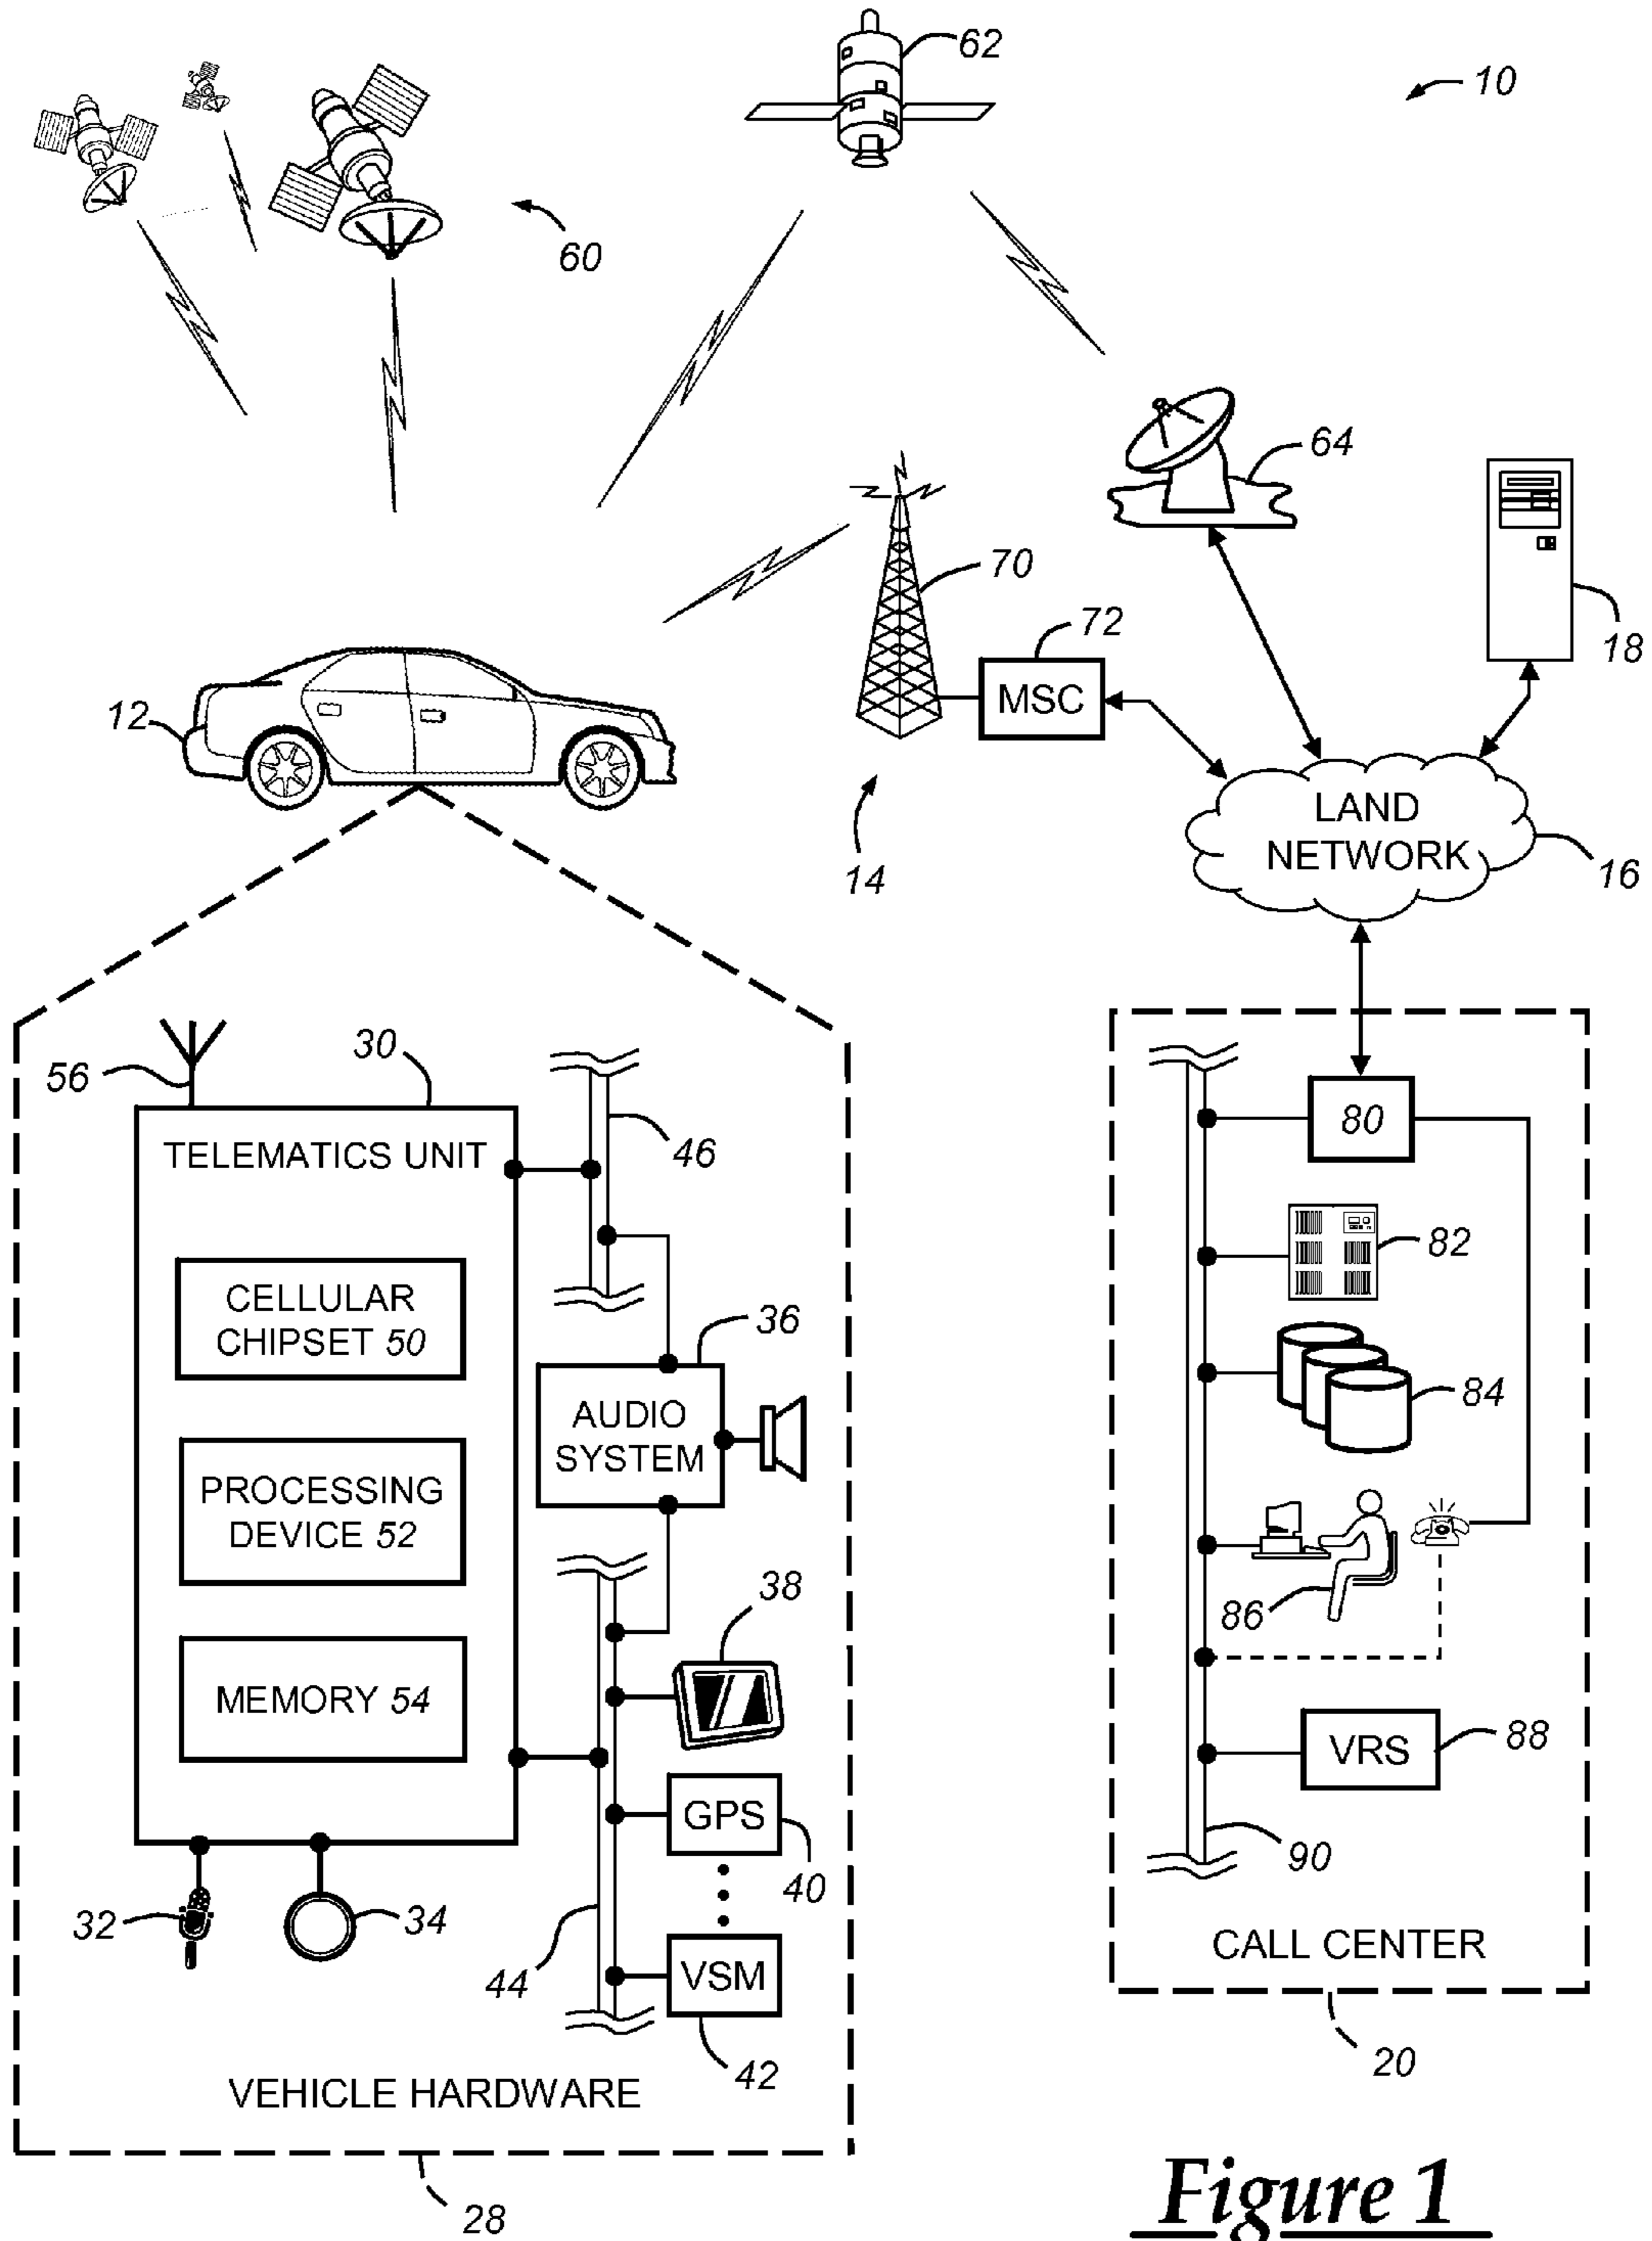 62
10
60
64
70
72
18
MSC
12
LAND
NETWORK
16
14
30
56
46
TELEMATICS UNIT
80
82
CELLULAR
CHIPSET 50
36
84
AUDIO
SYSTEM
PROCESSING
DEVICE 52
38
86
MEMORY 54
VRS
88
GPS
40
90
32
34
44
VSM
CALL CENTER
42
20
VEHICLE HARDWARE
28
Figure 1